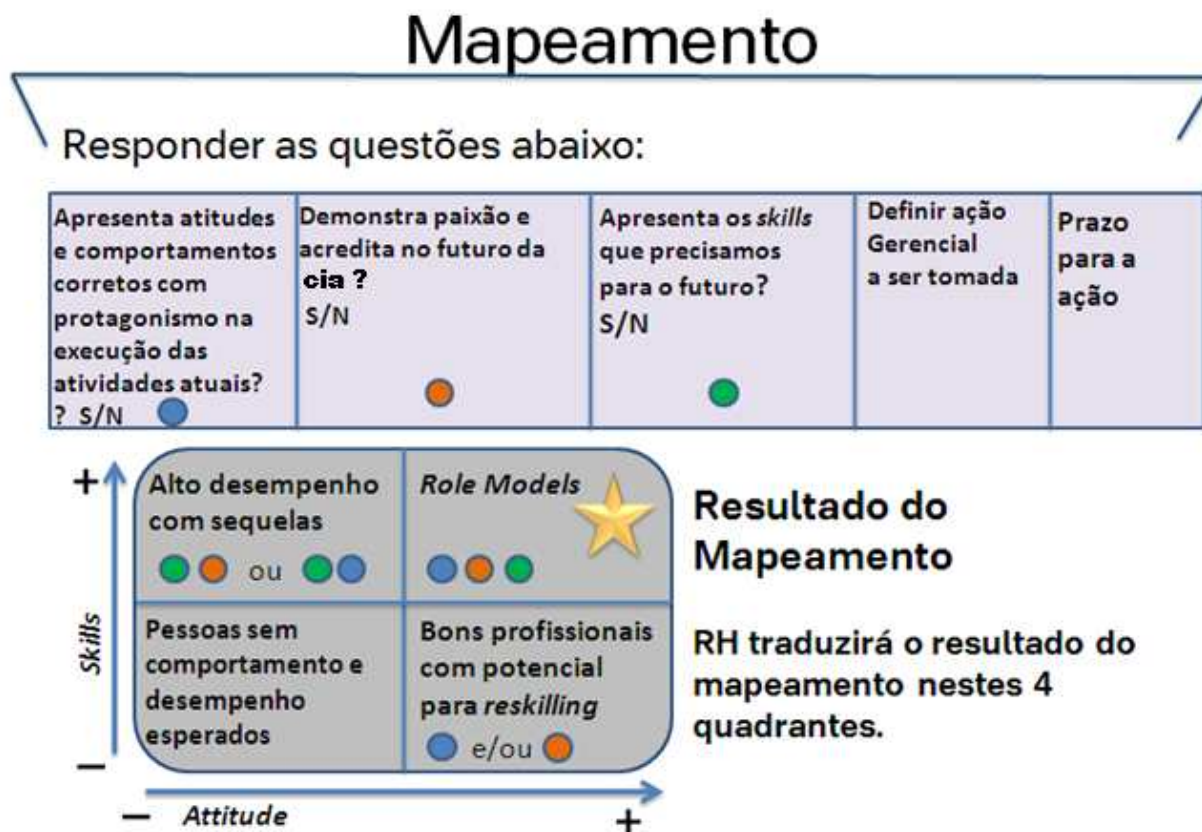 Mapeamento
Responder as questões abaixo:
Apresenta atitudes
e comportamentos
corretos com
protagonismo na
execução das
atividades atuais?
? S/N
Demonstra paixão e
acredita no futuro da
cia ?
S/N
Apresenta os skills
que precisamos
para o futuro?
S/N
Definir ação
Gerencial
a ser tomada
Prazo
para a
ação
+
Skills
−
Alto desempenho
com sequelas
ou
Role Models
Pessoas sem
comportamento e
desempenho
esperados
Bons profissionais
com potencial
para reskilling
e/ou
− Attitude +
Resultado do
Mapeamento
RH traduzirá o resultado do
mapeamento nestes 4
quadrantes.